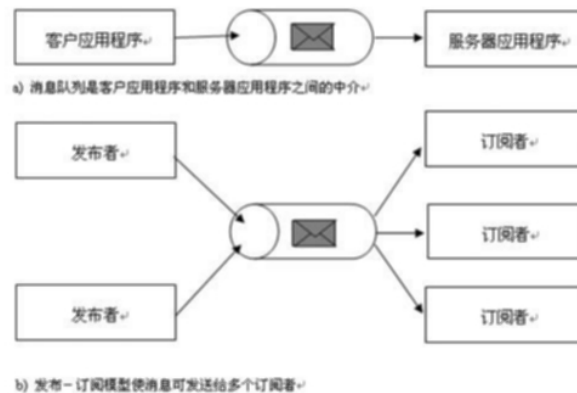 客户应用程序
服务器应用程序
a) 消息队列是客户应用程序和服务器应用程序之间的中介
发布者
订阅者
订阅者
发布者
订阅者
b) 发布-订阅模型使消息可发送给多个订阅者